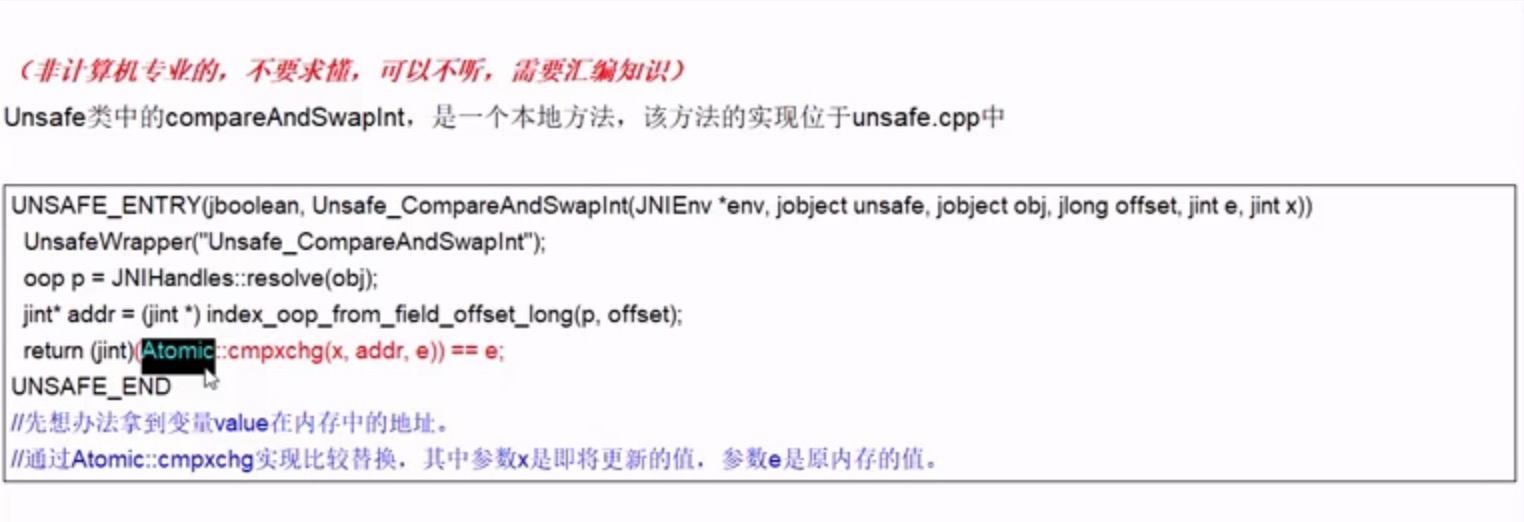 （非计算机专业的，不要求懂，可以不听，需要汇编知识）
Unsafe类中的compareAndSwapInt，是一个本地方法，该方法的实现位于unsafe.cpp中
UNSAFE_ENTRY(jboolean, Unsafe_CompareAndSwapInt(JNIEnv *env, jobject unsafe, jobject obj, jlong offset, jint e, jint x))
UnsafeWrapper("Unsafe_CompareAndSwapInt");
oop p = JNIHandles::resolve(obj);
jint* addr = (jint *) index_oop_from_field_offset_long(p, offset);
return (jint)(Atomic::cmpxchg(x, addr, e)) == e;
UNSAFE_END
//先想办法拿到变量value在内存中的地址。
//通过Atomic::cmpxchg实现比较替换，其中参数x是即将更新的值，参数e是原内存的值。